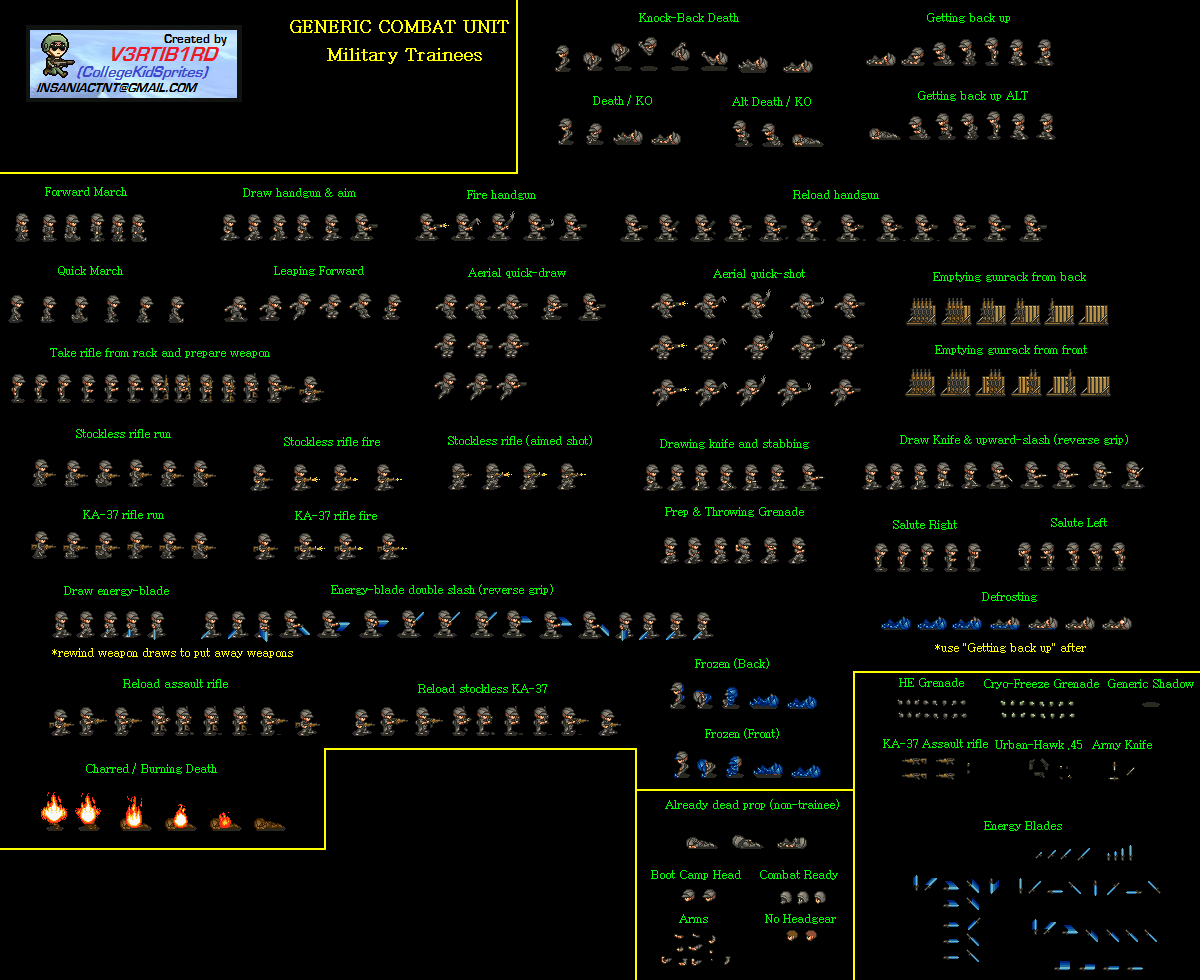 Created by
V3RTIB1RD
(CollegeKidSprites)
INSANIACTNT@GMAIL.COM
GENERIC COMBAT UNIT
Military Trainees
Knock-Back Death
Getting back up
Death / KO
Alt Death / KO
Getting back up ALT
Forward March
Draw handgun & aim
Fire handgun
Reload handgun
Quick March
Leaping Forward
Aerial quick-draw
Aerial quick-shot
Emptying gunrack from back
Take rifle from rack and prepare weapon
Emptying gunrack from front
Stockless rifle run
Stockless rifle fire
Stockless rifle (aimed shot)
Drawing knife and stabbing
Draw Knife & upward-slash (reverse grip)
KA-37 rifle run
KA-37 rifle fire
Prep & Throwing Grenade
Salute Right
Salute Left
Draw energy-blade
Energy-blade double slash (reverse grip)
Defrosting
*rewind weapon draws to put away weapons
*use "Getting back up" after
Frozen (Back)
Reload assault rifle
Reload stockless KA-37
HE Grenade
Cryo-Freeze Grenade
Generic Shadow
Frozen (Front)
KA-37 Assault rifle
Urban-Hawk .45
Army Knife
Charred / Burning Death
Already dead prop (non-trainee)
Energy Blades
Boot Camp Head
Combat Ready
Arms
No Headgear